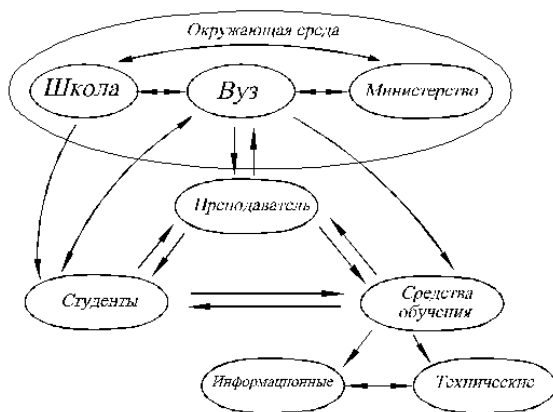 Окружающая среда
Школа
Вуз
Министерство
Преподаватель
Студенты
Средства
обучения
Информационные
Технические